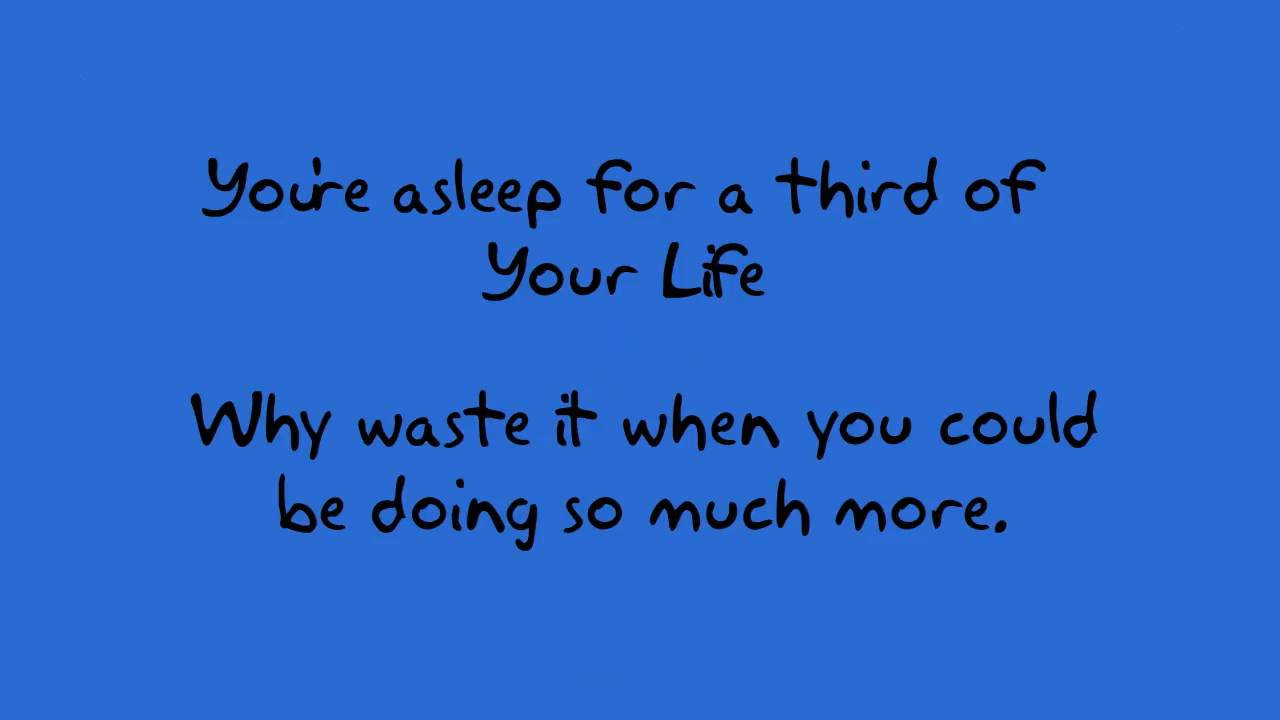 You're asleep for a third of
Your Life
Why waste it when you could
be doing so much more.